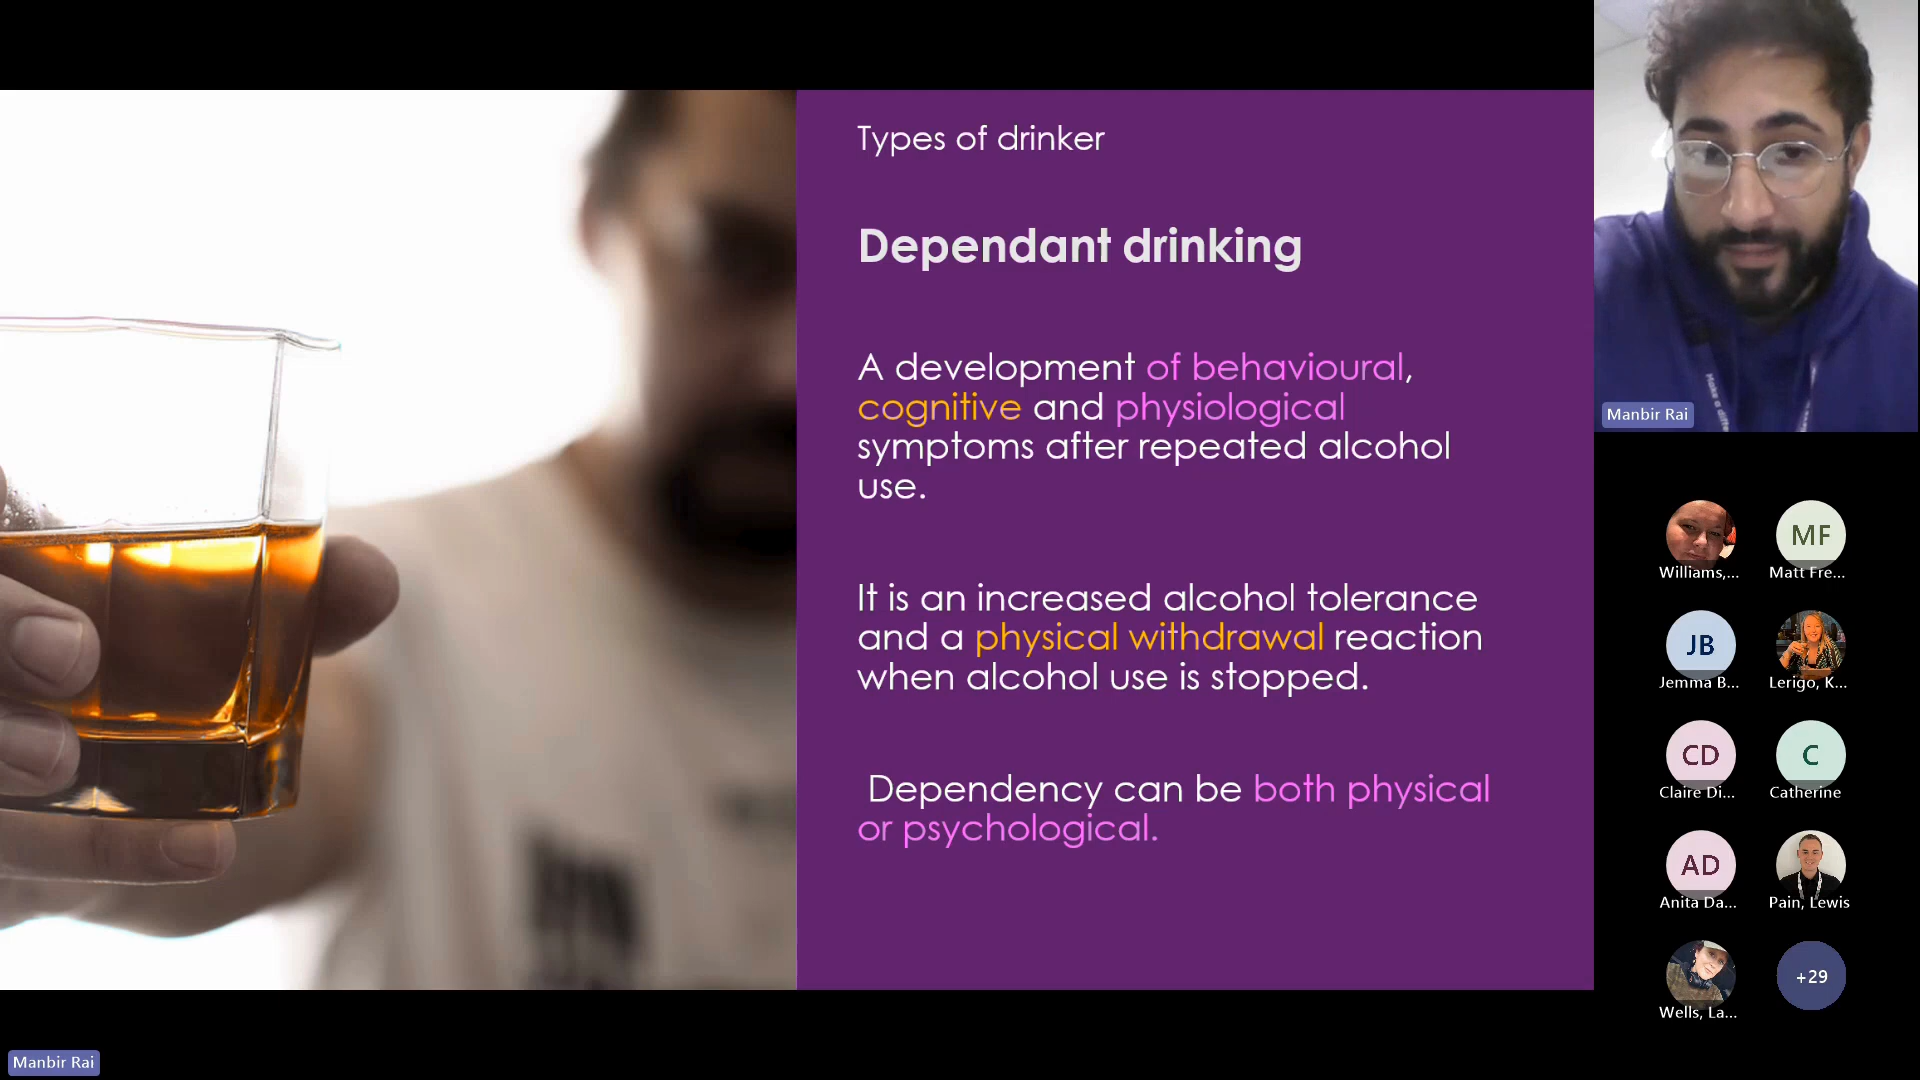 Types of drinker
Dependant drinking
A development of behavioural,
cognitive and physiological
symptoms after repeated alcohol
use.
It is an increased alcohol tolerance
and a physical withdrawal reaction
when alcohol use is stopped.
Dependency can be both physical
or psychological.
Manbir Rai
Make a diffe
Williams,...
MF
Matt Fre...
JB
Jemma B...
Lerigo, K...
CD
Claire Di...
C
Catherine
AD
Anita Da...
Pain, Lewis
Wells, La...
+29
Manbir Rai